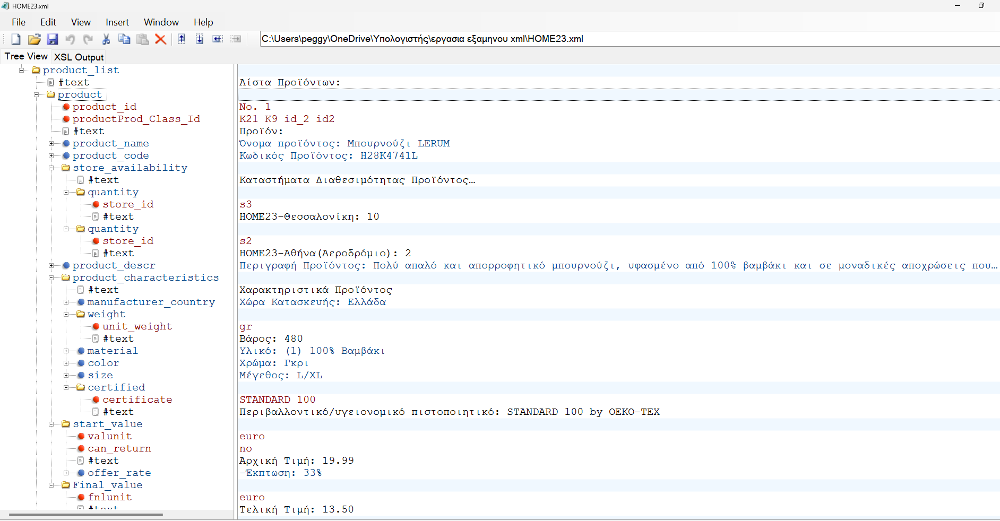 HOME23.xml
File Edit View Insert Window Help
C:\Users\peggy\OneDrive\Υπολογιστής\εργασια εξαμηνου xml\HOME23.xml
Tree View XSL Output
product_list
#text Λίστα Προϊόντων:
product
product_id No. 1
productProd_Class_Id K21 K9 id_2 id2
#text Προϊόν:
product_name Όνομα προϊόντος: Μπουρνούζι LERUM
product_code Κωδικός Προϊόντος: H28K4741L
store_availability
#text Καταστήματα Διαθεσιμότητας Προϊόντος…
quantity
store_id s3
#text HOME23-Θεσσαλονίκη: 10
quantity
store_id s2
#text HOME23-Αθήνα(Αεροδρόμιο): 2
product_descr Περιγραφή Προϊόντος: Πολύ απαλό και απορροφητικό μπουρνούζι, υφασμένο από 100% βαμβάκι και σε μοναδικές αποχρώσεις που…
product_characteristics
#text Χαρακτηριστικά Προϊόντος
manufacturer_country Χώρα Κατασκευής: Ελλάδα
weight
unit_weight gr
#text Βάρος: 480
material Υλικό: (1) 100% Βαμβάκι
color Χρώμα: Γκρι
size Μέγεθος: L/XL
certified
certificate STANDARD 100
#text Περιβαλλοντικό/υγειονομικό πιστοποιητικό: STANDARD 100 by OEKO-TEX
start_value
valunit euro
can_return no
#text Αρχική Τιμή: 19.99
offer_rate -Έκπτωση: 33%
Final_value
fnlunit euro
#text Τελική Τιμή: 13.50